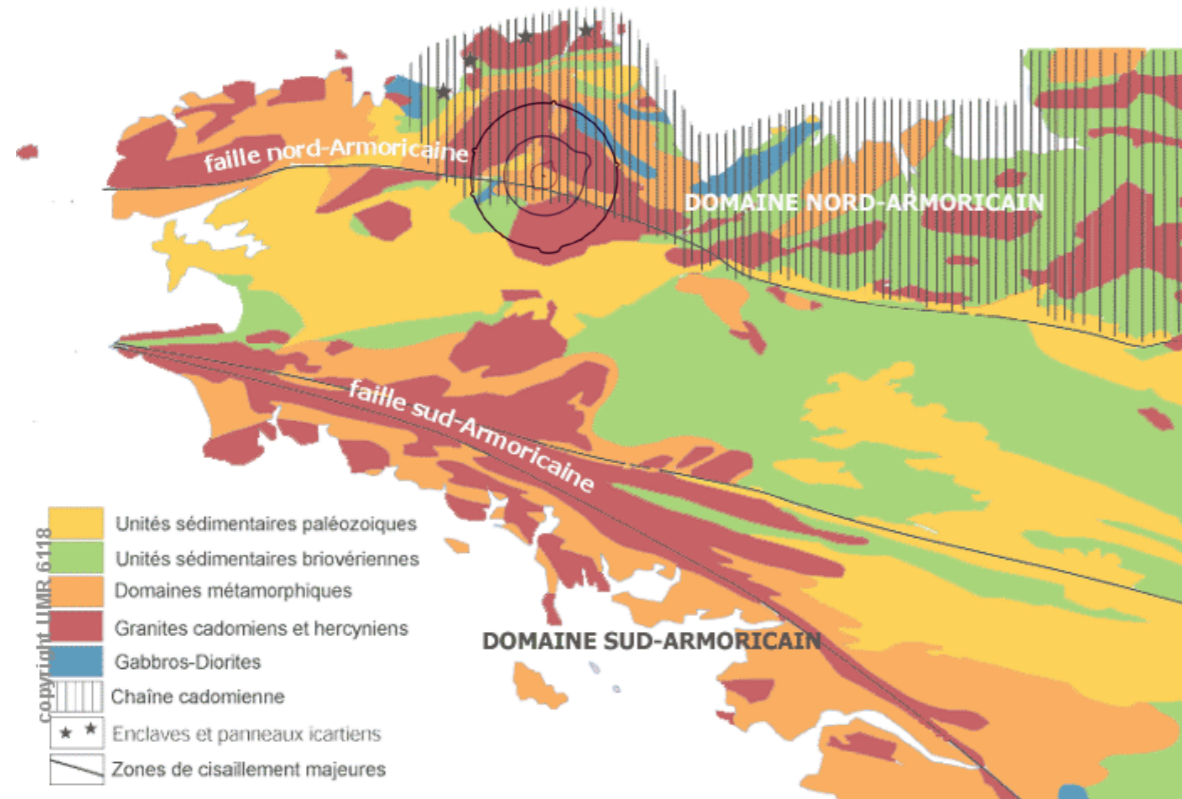 faille nord-Armoricaine
DOMAINE NORD-ARMORICAIN
faille sud-Armoricaine
DOMAINE SUD-ARMORICAIN
Unités sédimentaires paléozoiques
Unités sédimentaires briovériennes
Domaines métamorphiques
Granites cadomiens et hercyniens
Gabbros-Diorites
Chaîne cadomienne
Enclaves et panneaux icartiens
Zones de cisaillement majeures
copyright UMR 6118